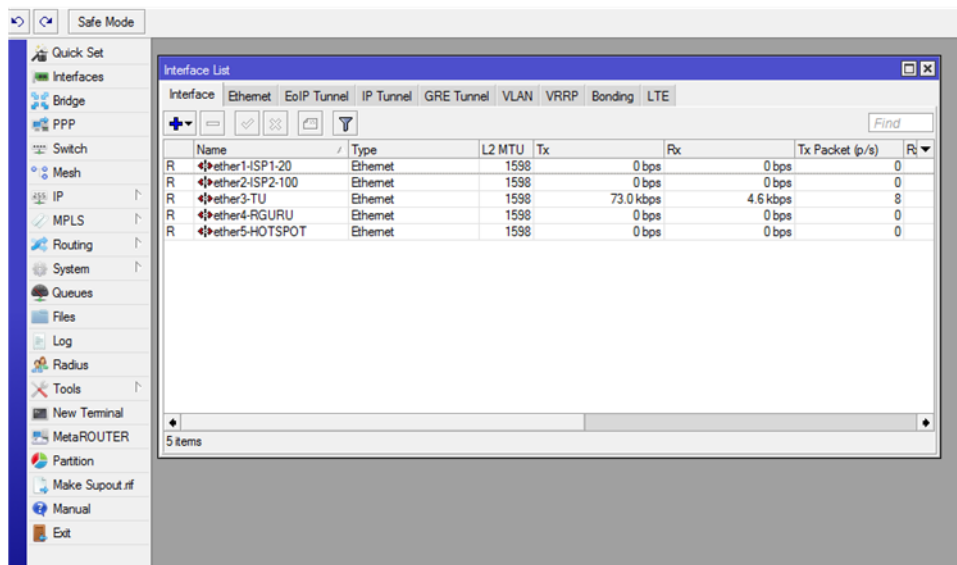 Safe Mode
Quick Set
Interfaces
Bridge
PPP
Switch
Mesh
IP
MPLS
Routing
System
Queues
Files
Log
Radius
Tools
New Terminal
MetaROUTER
Partition
Make Supout.rif
Manual
Exit
Interface List
Interface Ethernet EoIP Tunnel IP Tunnel GRE Tunnel VLAN VRRP Bonding LTE
Find
Name Type L2 MTU Tx Rx Tx Packet (p/s)
R ether1-ISP1-20 Ethernet 1598 0 bps 0 bps 0
R ether2-ISP2-100 Ethernet 1598 0 bps 0 bps 0
R ether3-TU Ethernet 1598 73.0 kbps 4.6 kbps 8
R ether4-RGURU Ethernet 1598 0 bps 0 bps 0
R ether5-HOTSPOT Ethernet 1598 0 bps 0 bps 0
5 items